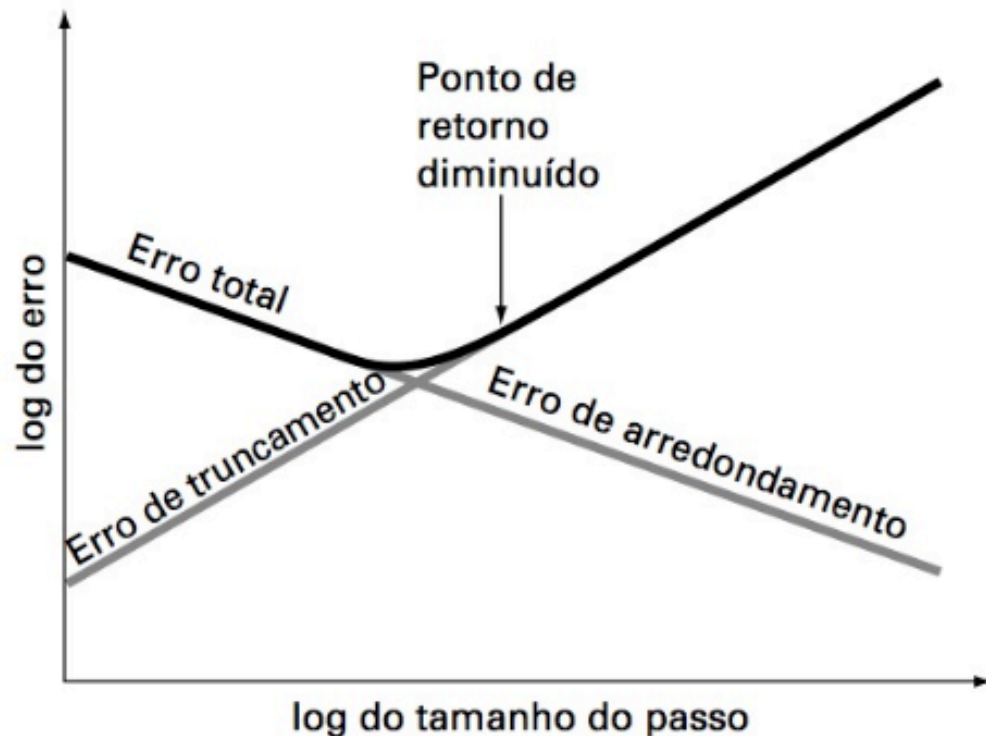 Ponto de
retorno
diminuído
Erro total
log do erro
Erro de truncamento
Erro de arredondamento
log do tamanho do passo